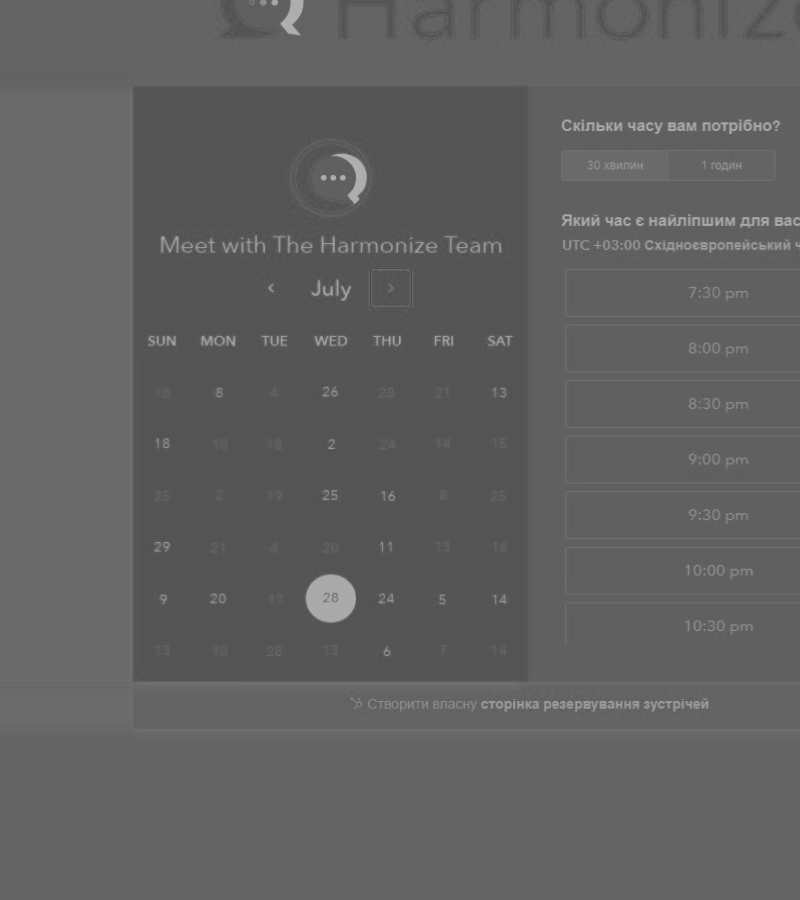 Harmonize
Meet with The Harmonize Team
July
SUN MON TUE WED THU FRI SAT
18 8 4 26 28 21 13
18 10 18 2 24 14 15
25 2 19 25 16 6 25
29 21 4 20 11 13 16
9 20 17 28 24 5 14
13 10 28 13 6 7 14
Скільки часу вам потрібно?
30 хвилин 1 годин
Який час є найліпшим для вас
UTC +03:00 Східноєвропейський
7:30 pm
8:00 pm
8:30 pm
9:00 pm
9:30 pm
10:00 pm
10:30 pm
Створити власну сторінка резервування зустрічей